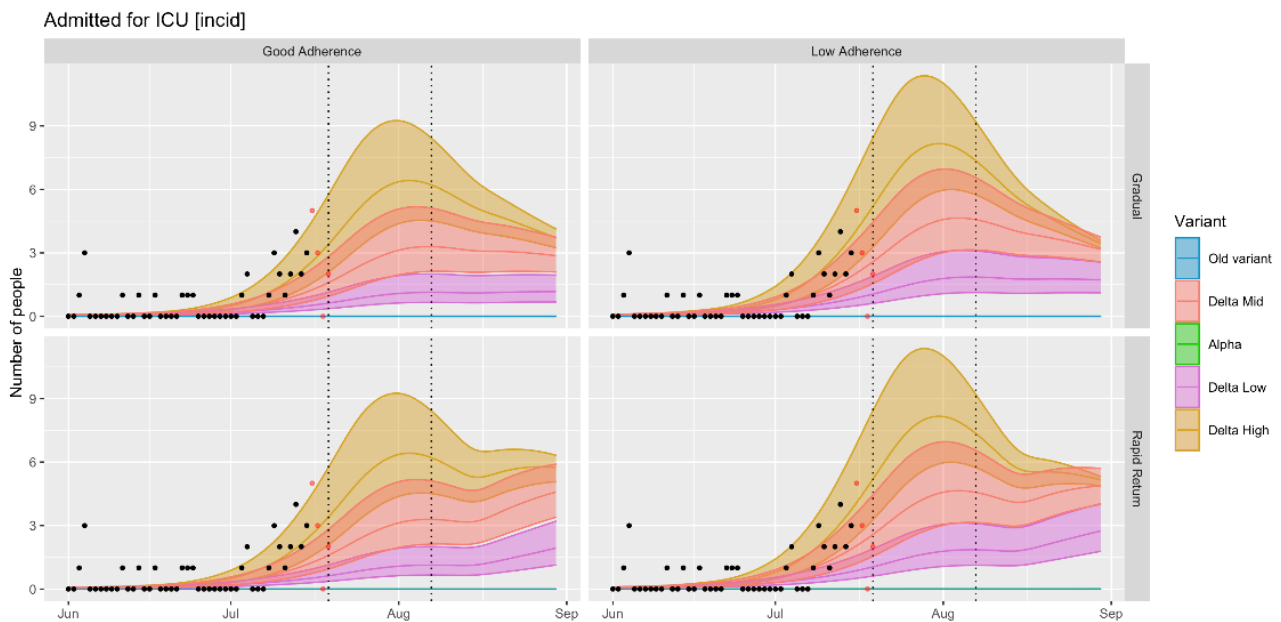 Admitted for ICU [incid]
Good Adherence
Low Adherence
9
6
3
0
Gradual
9
6
3
0
Rapid Return
Number of people
Jun
Jul
Aug
Sep
Jun
Jul
Aug
Sep
Variant
Old variant
Delta Mid
Alpha
Delta Low
Delta High